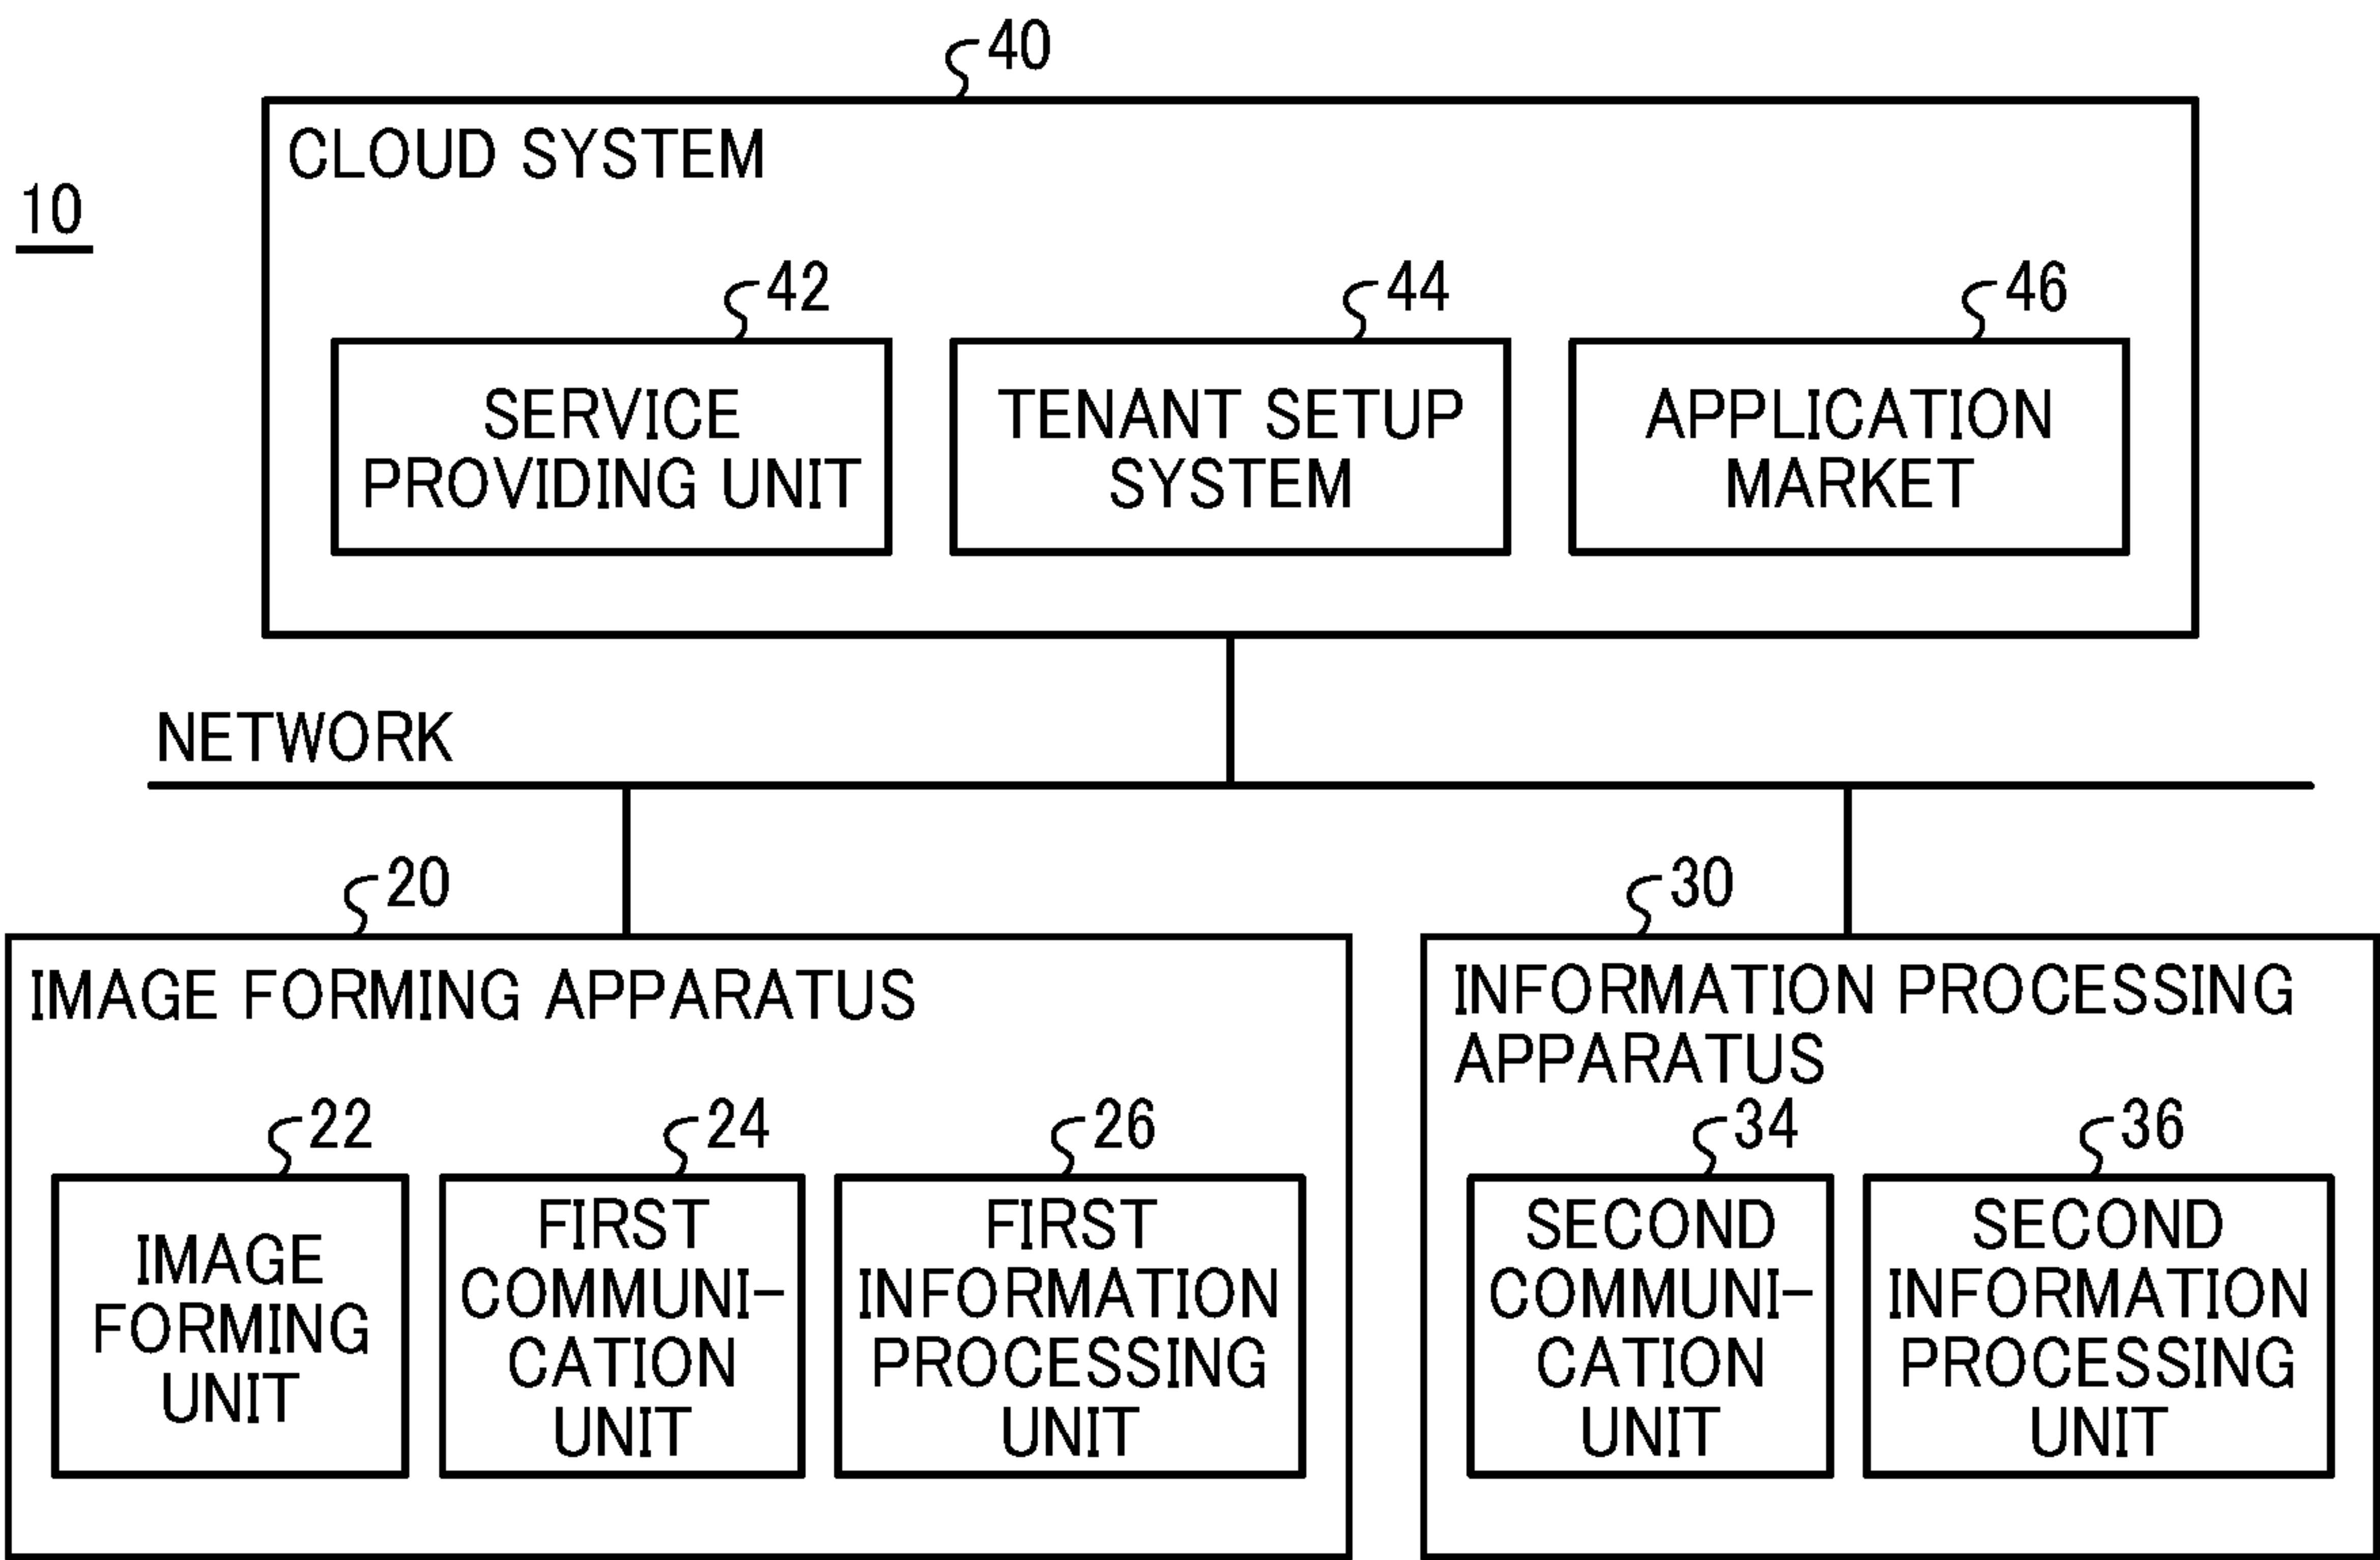 40
CLOUD SYSTEM
10
42
44
46
SERVICE
PROVIDING UNIT
TENANT SETUP
SYSTEM
APPLICATION
MARKET
NETWORK
20
30
IMAGE FORMING APPARATUS
INFORMATION PROCESSING
APPARATUS
22
24
26
34
36
IMAGE
FORMING
UNIT
FIRST
COMMUNI-
CATION
UNIT
FIRST
INFORMATION
PROCESSING
UNIT
SECOND
COMMUNI-
CATION
UNIT
SECOND
INFORMATION
PROCESSING
UNIT